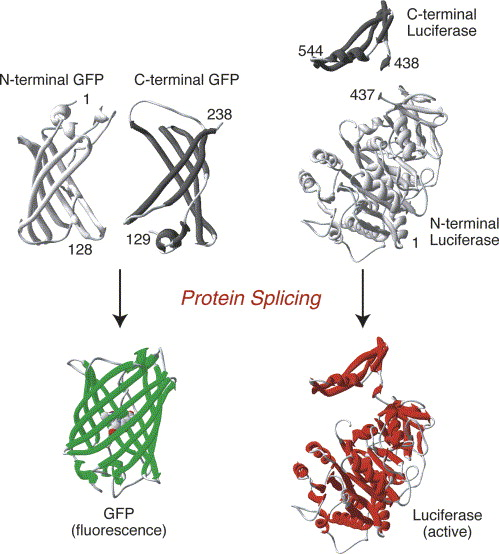 C-terminal
Luciferase
544
438
N-terminal GFP
C-terminal GFP
1
238
437
128
129
1
N-terminal
Luciferase
Protein Splicing
GFP
(fluorescence)
Luciferase
(active)